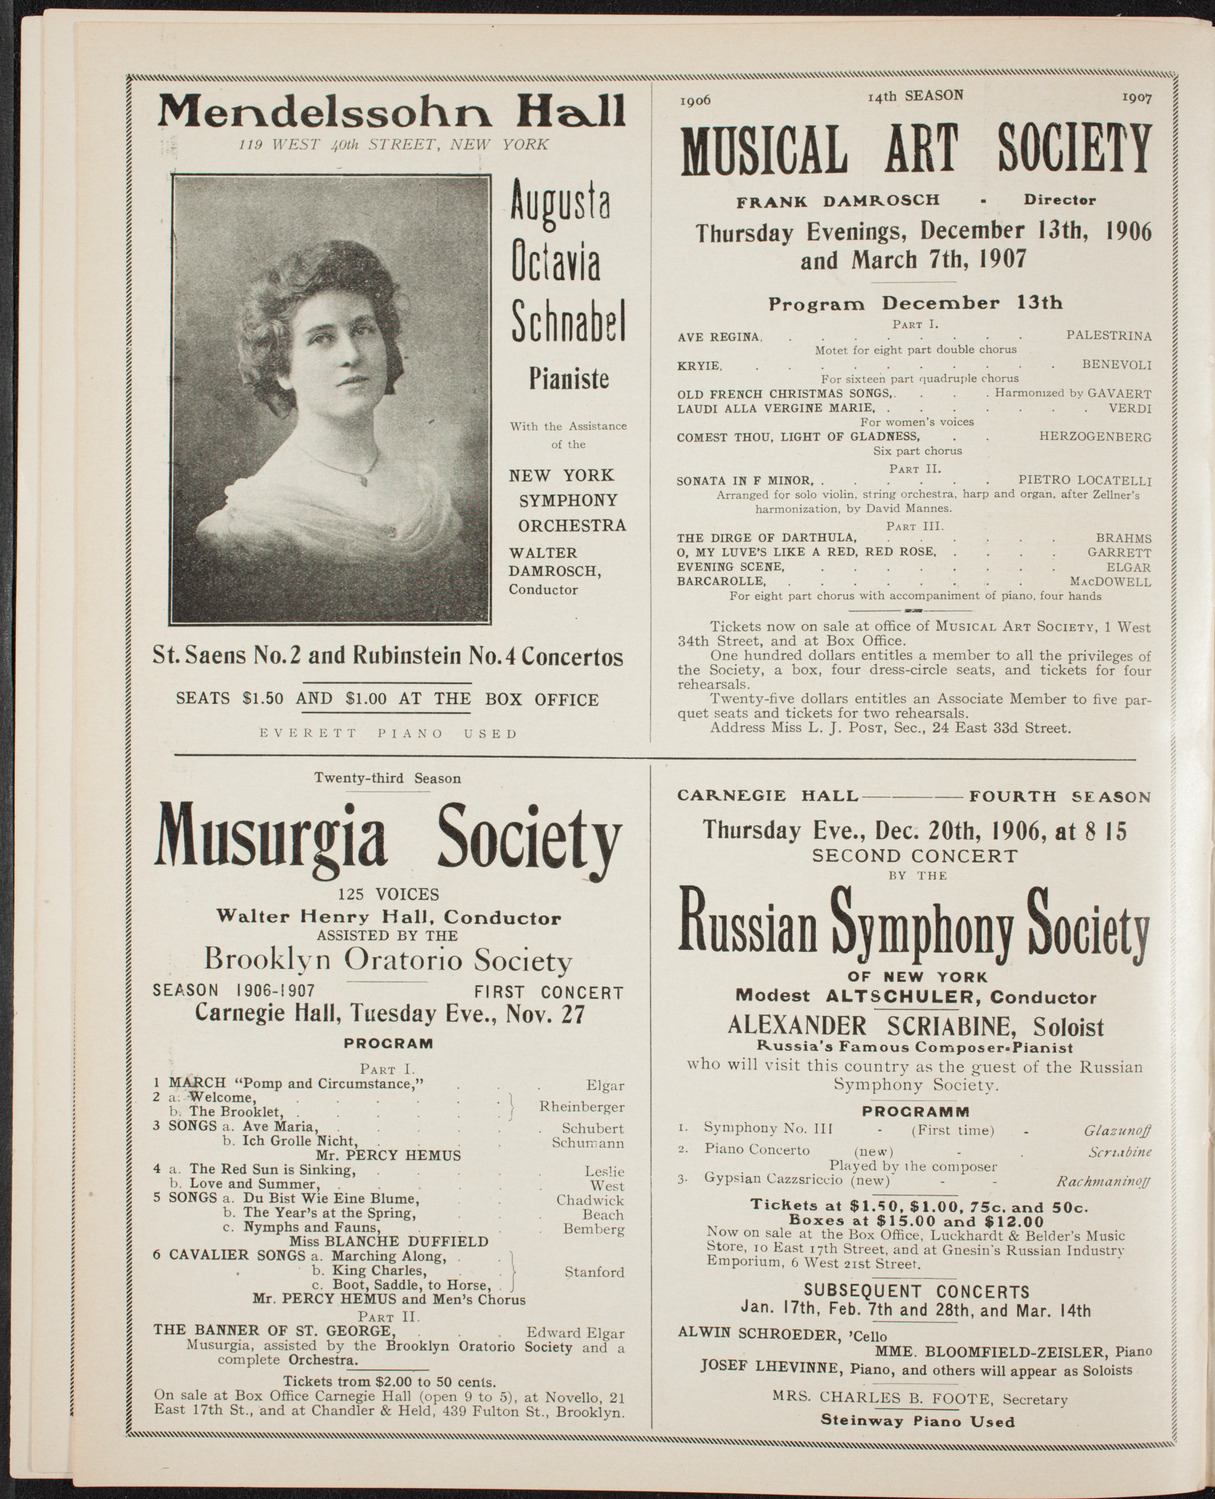 Mendelssohn Hall
119 WEST 40th STREET, NEW YORK
Augusta
Octavia
Schnabel
Pianiste
With the Assistance
of the
NEW YORK
SYMPHONY
ORCHESTRA
WALTER
DAMROSCH,
Conductor
St. Saens No. 2 and Rubinstein No. 4 Concertos
SEATS $1.50 AND $1.00 AT THE BOX OFFICE
EVERETT PIANO USED
1906 14th SEASON 1907
MUSICAL ART SOCIETY
FRANK DAMROSCH - Director
Thursday Evenings, December 13th, 1906
and March 7th, 1907
Program December 13th
PART I.
AVE REGINA, . . . . . . . . PALESTRINA
Motet for eight part double chorus
KRYIE, . . . . . . . . . . BENEVOLI
For sixteen part quadruple chorus
OLD FRENCH CHRISTMAS SONGS, . . . Harmonized by GAVAERT
LAUDI ALLA VERGINE MARIE, . . . . . . . VERDI
For women's voices
COMEST THOU, LIGHT OF GLADNESS, . . HERZOGENBERG
Six part chorus
PART II.
SONATA IN F MINOR, . . . . . . PIETRO LOCATELLI
Arranged for solo violin, string orchestra, harp and organ, after Zellner's
harmonization, by David Mannes.
PART III.
THE DIRGE OF DARTHULA, . . . . . . BRAHMS
O, MY LUVE'S LIKE A RED, RED ROSE, . . . . GARRETT
EVENING SCENE, . . . . . . . . ELGAR
BARCAROLLE, . . . . . . . . MACDOWELL
For eight part chorus with accompaniment of piano, four hands
Tickets now on sale at office of MUSICAL ART SOCIETY, 1 West
34th Street, and at Box Office.
One hundred dollars entitles a member to all the privileges of
the Society, a box, four dress-circle seats, and tickets for four
rehearsals.
Twenty-five dollars entitles an Associate Member to five par-
quet seats and tickets for two rehearsals.
Address Miss L. J. POST, Sec., 24 East 33d Street.
Twenty-third Season
Musurgia Society
125 VOICES
Walter Henry Hall, Conductor
ASSISTED BY THE
Brooklyn Oratorio Society
SEASON 1906-1907 FIRST CONCERT
Carnegie Hall, Tuesday Eve., Nov. 27
PROGRAM
PART I.
1 MARCH "Pomp and Circumstance," . . . Elgar
2 a. Welcome, . . . . . .
b. The Brooklet, . . . . . . } Rheinberger
3 SONGS a. Ave Maria, . . . . . Schubert
b. Ich Grolle Nicht, . . . . Schumann
Mr. PERCY HEMUS
4 a. The Red Sun is Sinking, . . . . Leslie
b. Love and Summer, . . . . . West
5 SONGS a. Du Bist Wie Eine Blume, . . . Chadwick
b. The Year's at the Spring, . . . Beach
c. Nymphs and Fauns, . . . . Bemberg
Miss BLANCHE DUFFIELD
6 CAVALIER SONGS a. Marching Along, . .
b. King Charles, . . } Stanford
c. Boot, Saddle, to Horse, .
Mr. PERCY HEMUS and Men's Chorus
PART II.
THE BANNER OF ST. GEORGE, . . . Edward Elgar
Musurgia, assisted by the Brooklyn Oratorio Society and a
complete Orchestra.
Tickets trom $2.00 to 50 cents.
On sale at Box Office Carnegie Hall (open 9 to 5), at Novello, 21
East 17th St., and at Chandler & Held, 439 Fulton St., Brooklyn.
CARNEGIE HALL FOURTH SEASON
Thursday Eve., Dec. 20th, 1906, at 8 15
SECOND CONCERT
BY THE
Russian Symphony Society
OF NEW YORK
Modest ALTSCHULER, Conductor
ALEXANDER SCRIABINE, Soloist
Russia's Famous Composer-Pianist
who will visit this country as the guest of the Russian
Symphony Society.
PROGRAMM
1. Symphony No. III - (First time) - Glazunoff
2. Piano Concerto (new) - . Scriabine
Played by the composer
3. Gypsian Cazzsriccio (new) - - Rachmaninoff
Tickets at $1.50, $1.00, 75c. and 50c.
Boxes at $15.00 and $12.00
Now on sale at the Box Office, Luckhardt & Belder's Music
Store, 10 East 17th Street, and at Gnesin's Russian Industry
Emporium, 6 West 21st Street.
SUBSEQUENT CONCERTS
Jan. 17th, Feb. 7th and 28th, and Mar. 14th
ALWIN SCHROEDER, 'Cello
MME. BLOOMFIELD-ZEISLER, Piano
JOSEF LHEVINNE, Piano, and others will appear as Soloists
MRS. CHARLES B. FOOTE, Secretary
Steinway Piano Used